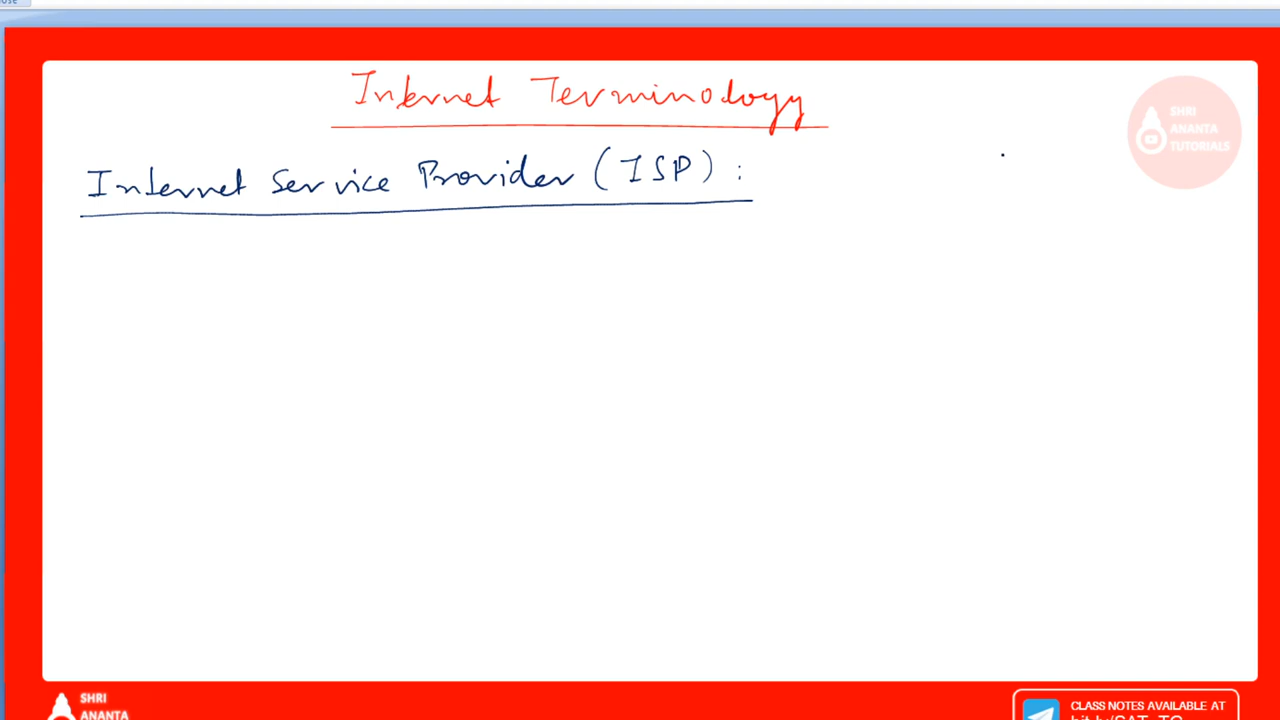 Internet Terminology
SHRI
ANANTA
TUTORIALS
Internet Service Provider (ISP) :
SHRI
ANANTA
CLASS NOTES AVAILABLE AT